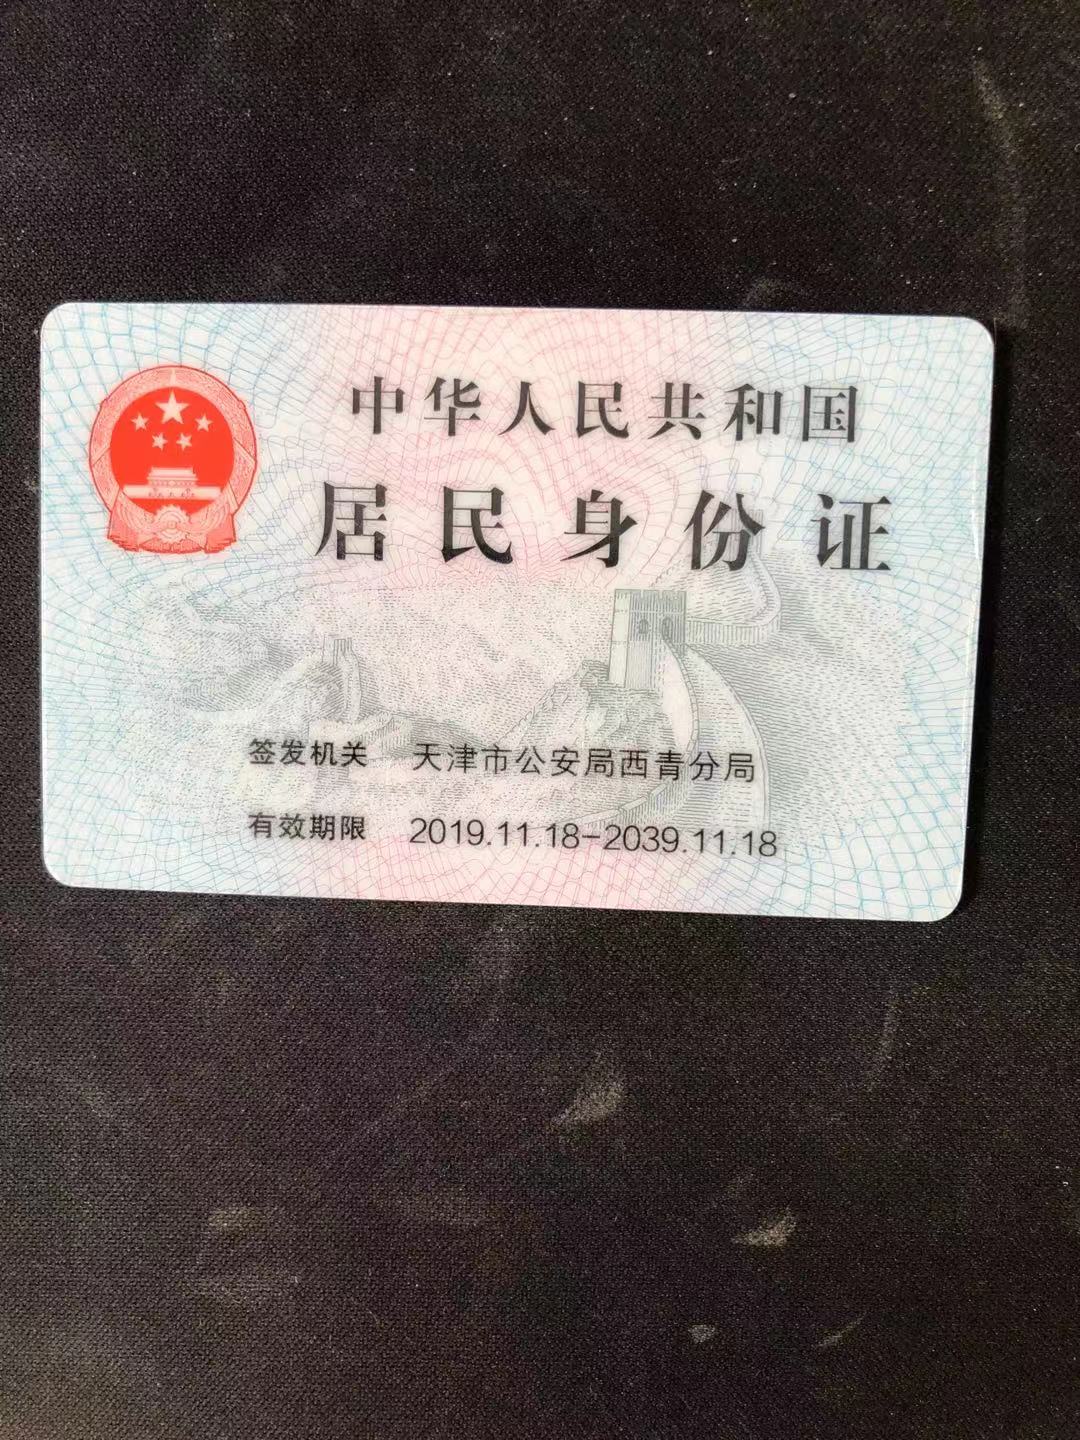 中华人民共和国
居民身份证
签发机关 天津市公安局西青分局
有效期限 2019.11.18-2039.11.18